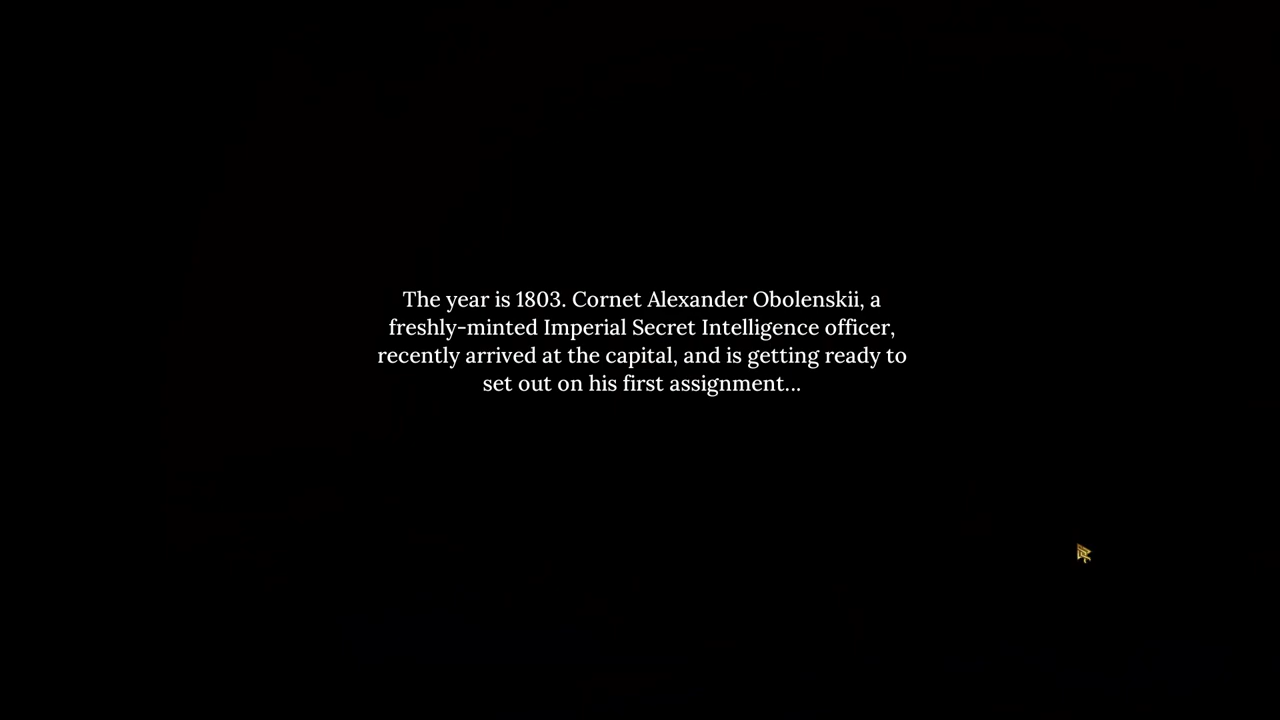 The year is 1803. Cornet Alexander Obolenskii, a
freshly-minted Imperial Secret Intelligence officer,
recently arrived at the capital, and is getting ready to
set out on his first assignment...